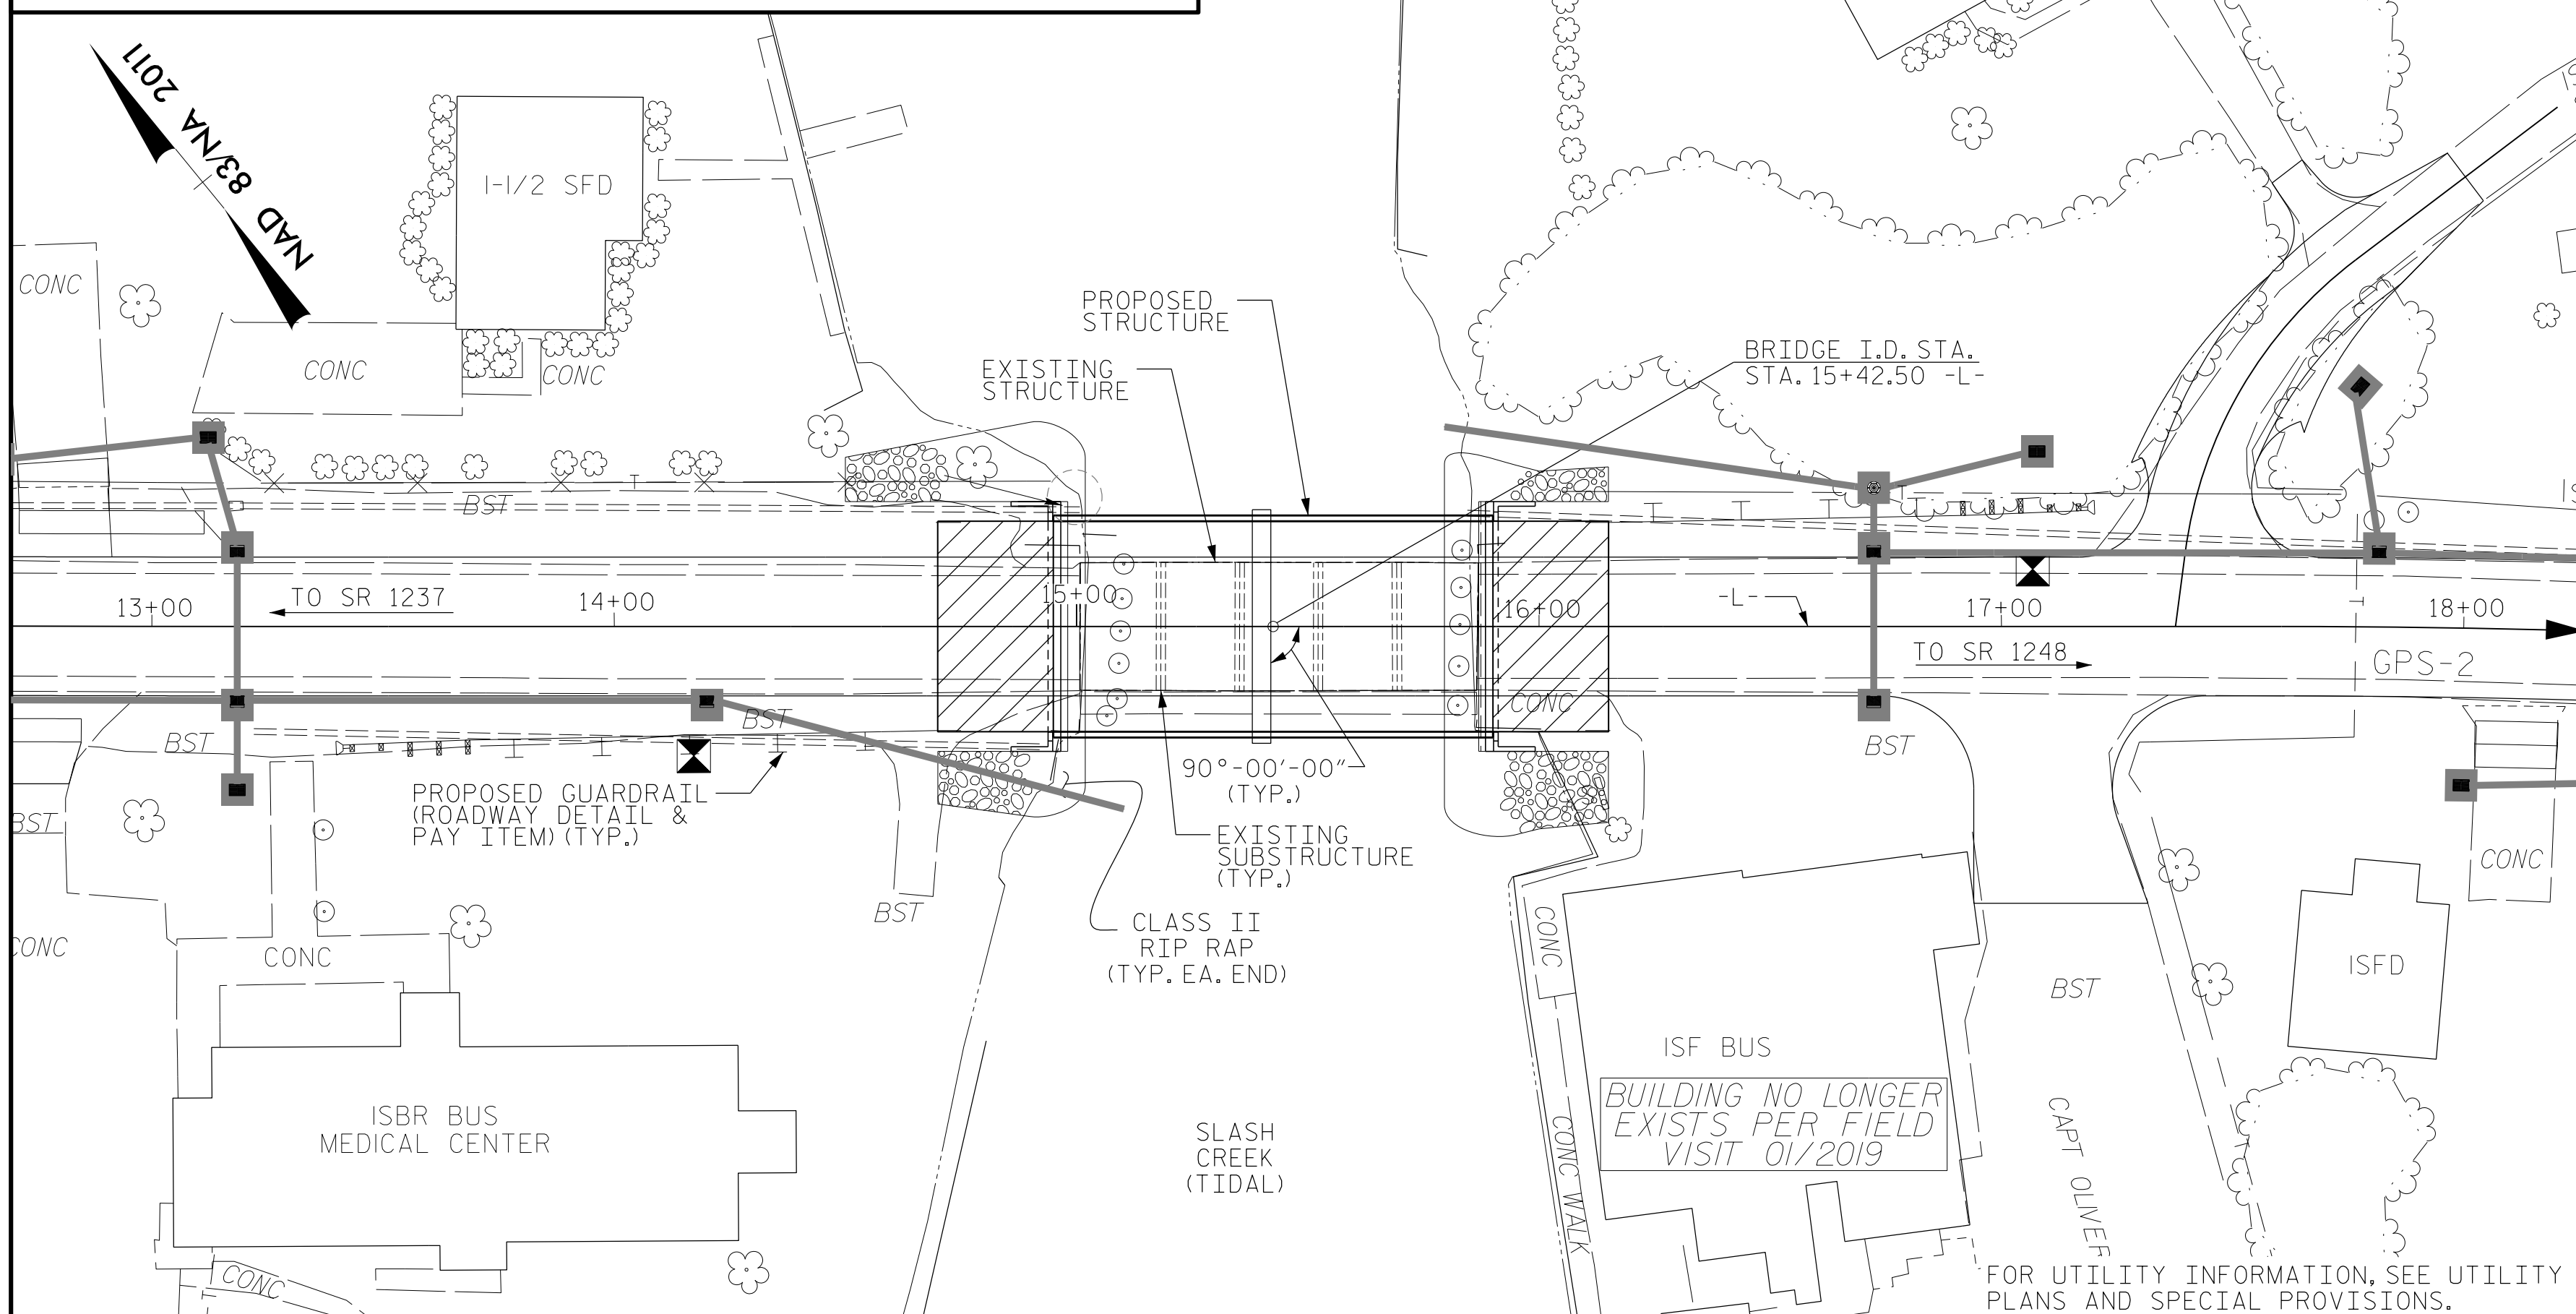 NAD 83/NA 2011
1-1/2 SFD
CONC
CONC
CONC
PROPOSED
STRUCTURE
EXISTING
STRUCTURE
BRIDGE I.D. STA.
STA. 15+42.50 -L-
BST
13+00
TO SR 1237
14+00
15+00
16+00
-L-
17+00
18+00
TO SR 1248
GPS-2
CONC
BST
BST
BST
90°-00'-00"
(TYP.)
PROPOSED GUARDRAIL
(ROADWAY DETAIL &
PAY ITEM) (TYP.)
BST
EXISTING
SUBSTRUCTURE
(TYP.)
CONC
BST
CLASS II
RIP RAP
(TYP. EA. END)
CONC
CONC
CONC
ISFD
BST
ISF BUS
BUILDING NO LONGER
EXISTS PER FIELD
VISIT 01/2019
ISBR BUS
MEDICAL CENTER
SLASH
CREEK
(TIDAL)
CONC WALK
CAPT OLIVER
CONC
FOR UTILITY INFORMATION, SEE UTILITY
PLANS AND SPECIAL PROVISIONS.